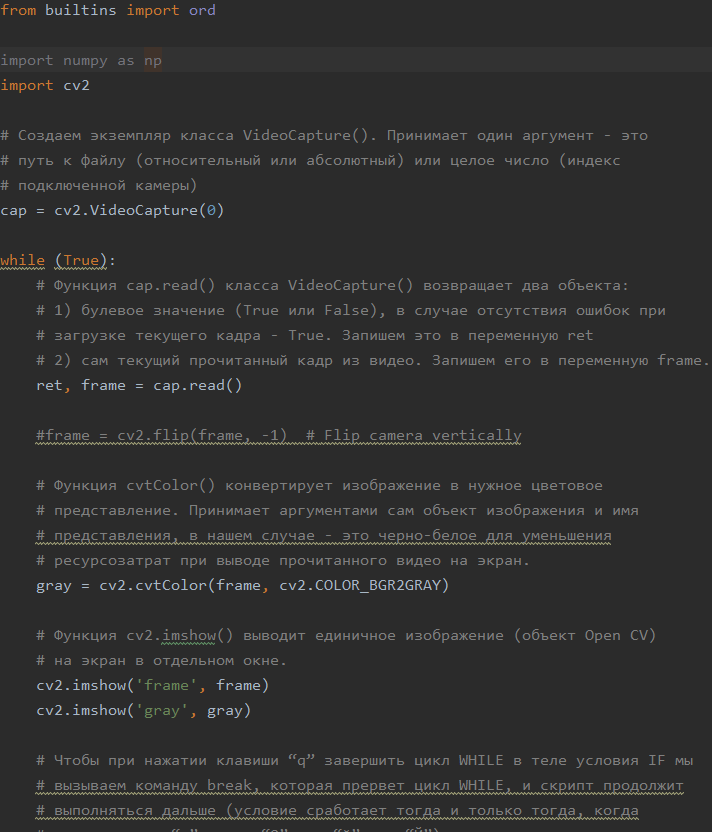 from builtins import ord
import numpy as np
import cv2
# Создаем экземпляр класса VideoCapture(). Принимает один аргумент - это
# путь к файлу (относительный или абсолютный) или целое число (индекс
# подключенной камеры)
cap = cv2.VideoCapture(0)
while (True):
# Функция cap.read() класса VideoCapture() возвращает два объекта:
# 1) булевое значение (True или False), в случае отсутствия ошибок при
# загрузке текущего кадра - True. Запишем это в переменную ret
# 2) сам текущий прочитанный кадр из видео. Запишем его в переменную frame.
ret, frame = cap.read()
#frame = cv2.flip(frame, -1)  # Flip camera vertically
# Функция cvtColor() конвертирует изображение в нужное цветовое
# представление. Принимает аргументами сам объект изображения и имя
# представления, в нашем случае - это черно-белое для уменьшения
# ресурсозатрат при выводе прочитанного видео на экран.
gray = cv2.cvtColor(frame, cv2.COLOR_BGR2GRAY)
# Функция cv2.imshow() выводит единичное изображение (объект Open CV)
# на экран в отдельном окне.
cv2.imshow('frame', frame)
cv2.imshow('gray', gray)
# Чтобы при нажатии клавиши “q” завершить цикл WHILE в теле условия IF мы
# вызываем команду break, которая прервет цикл WHILE, и скрипт продолжит
# выполняться дальше (условие сработает тогда и только тогда, когда